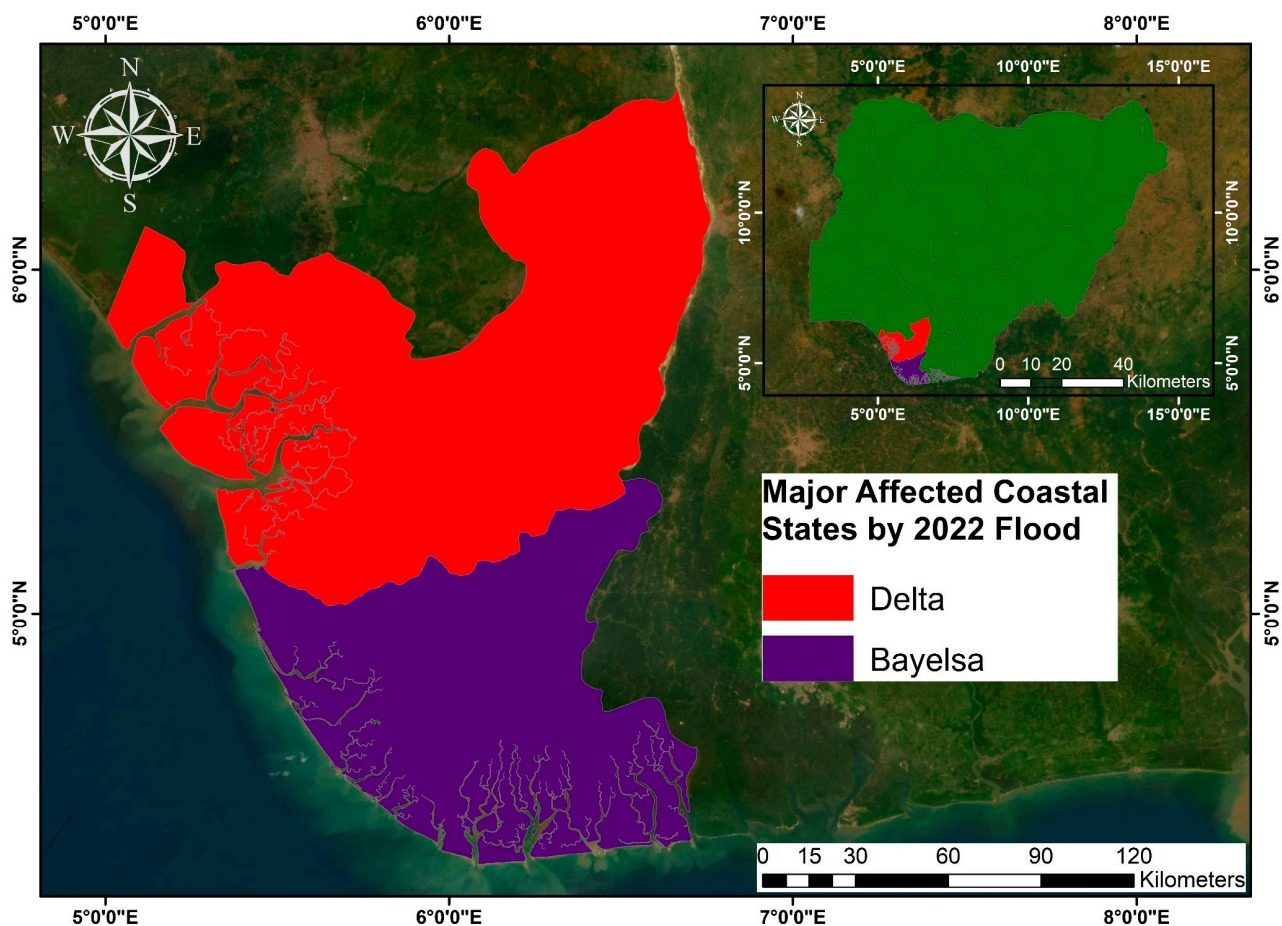 5°0'0"E 6°0'0"E 7°0'0"E 8°0'0"E
N
W E
S
6°0'0"N
5°0'0"N
5°0'0"E 10°0'0"E 15°0'0"E
N
W E
S
10°0'0"N
5°0'0"N
10°0'0"N
5°0'0"N
0 10 20 40
Kilometers
5°0'0"E 10°0'0"E 15°0'0"E
6°0'0"N
5°0'0"N
Major Affected Coastal
States by 2022 Flood
Delta
Bayelsa
0 15 30 60 90 120
Kilometers
5°0'0"E 6°0'0"E 7°0'0"E 8°0'0"E